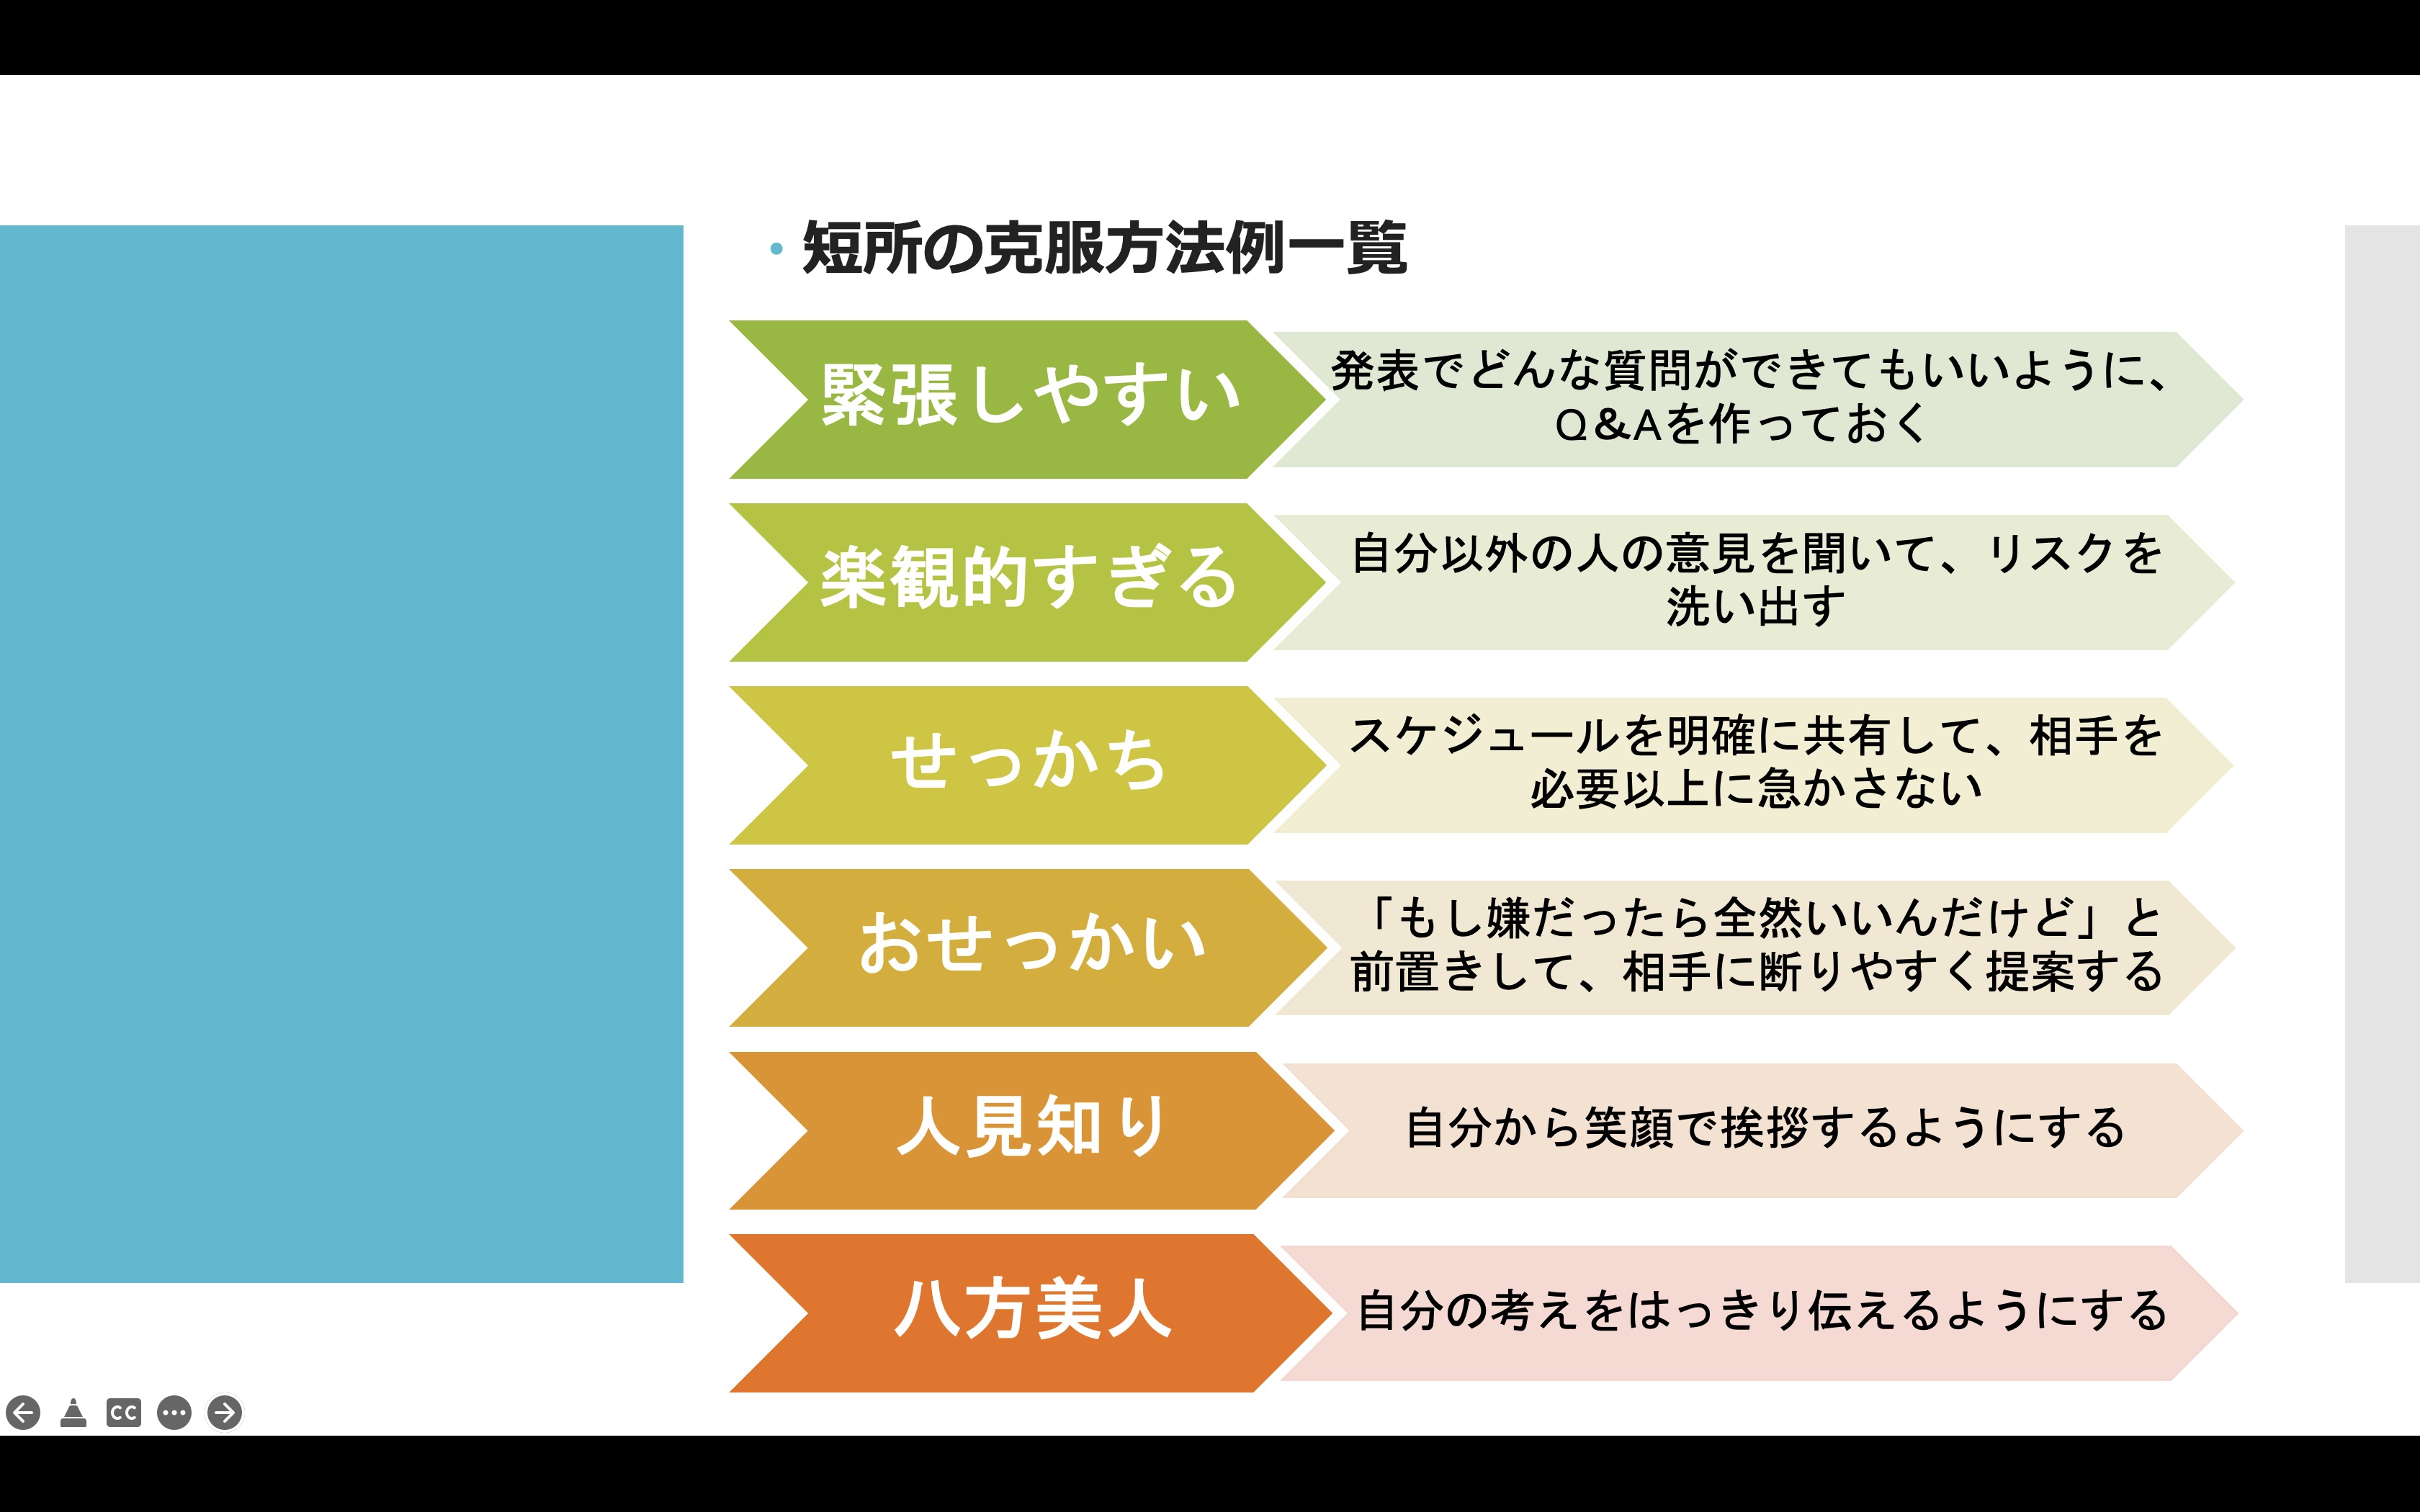 • 短所の克服方法例一覧
緊張しやすい
発表でどんな質問ができてもいいように、
Q&Aを作っておく
楽観的すぎる
自分以外の人の意見を聞いて、リスクを
洗い出す
せっかち
スケジュールを明確に共有して、相手を
必要以上に急かさない
おせっかい
「もし嫌だったら全然いいんだけど」と
前置きして、相手に断りやすく提案する
人見知り
自分から笑顔で挨拶するようにする
八方美人
自分の考えをはっきり伝えるようにする
CC